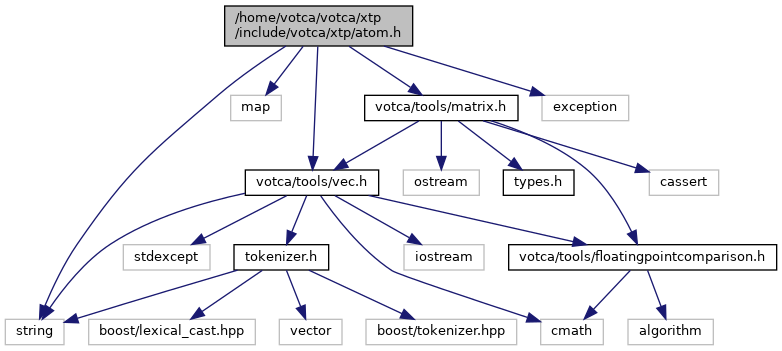 /home/votca/votca/xtp
/include/votca/xtp/atom.h
map
votca/tools/matrix.h
exception
votca/tools/vec.h
ostream
types.h
cassert
stdexcept
tokenizer.h
iostream
votca/tools/floatingpointcomparison.h
string
boost/lexical_cast.hpp
vector
boost/tokenizer.hpp
cmath
algorithm